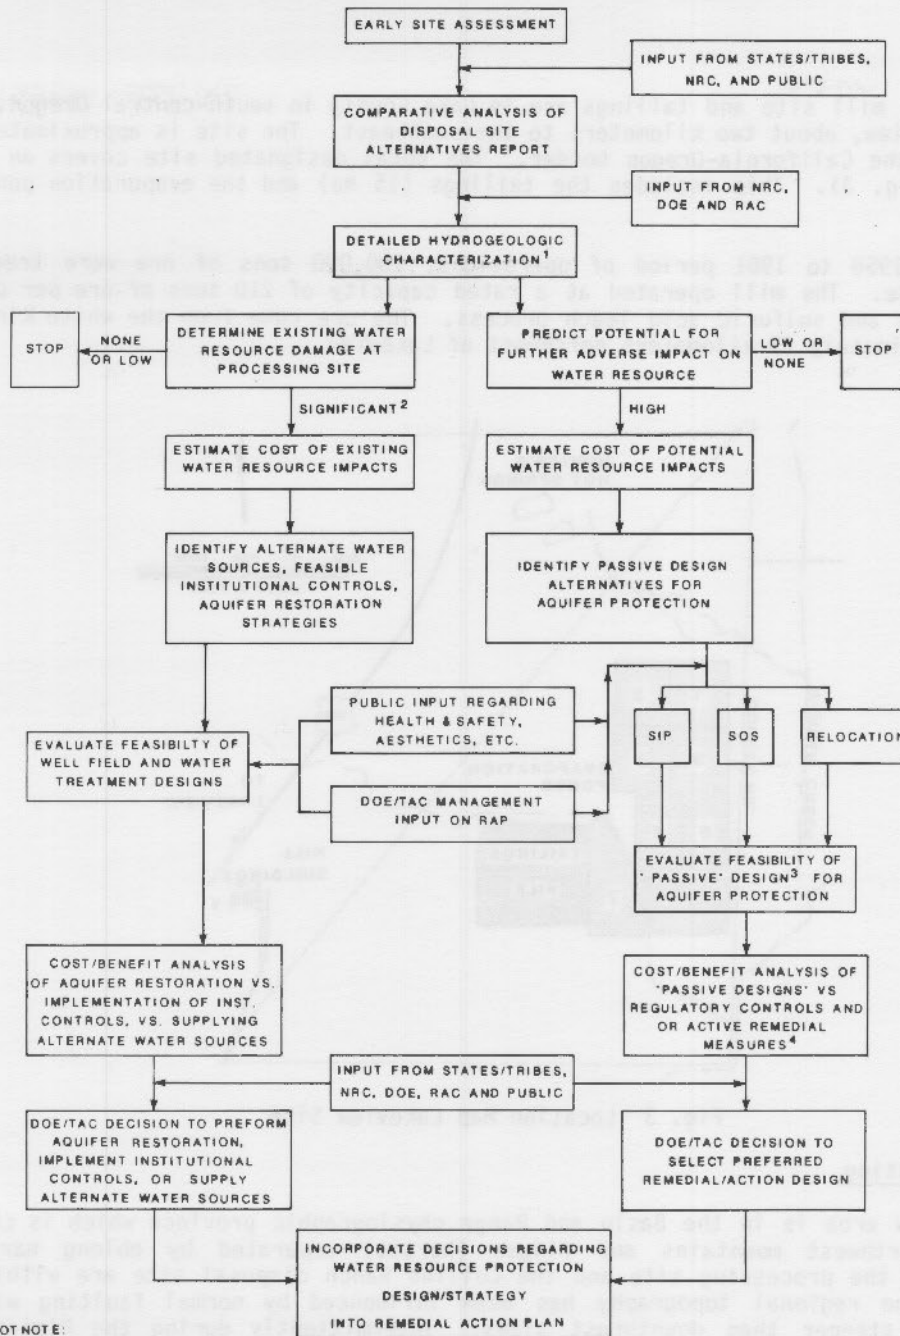 EARLY SITE ASSESSMENT
INPUT FROM STATES/TRIBES,
NRC, AND PUBLIC
COMPARATIVE ANALYSIS OF
DISPOSAL SITE
ALTERNATIVES REPORT
INPUT FROM NRC,
DOE AND RAC
DETAILED HYDROGEOLOGIC
CHARACTERIZATION¹
STOP
NONE
OR LOW
DETERMINE EXISTING WATER
RESOURCE DAMAGE AT
PROCESSING SITE
ASSESS POTENTIAL FOR
FURTHER ADVERSE IMPACT ON
WATER RESOURCE
LOW OR
NONE
STOP
SIGNIFICANT²
HIGH
ESTIMATE COST OF EXISTING
WATER RESOURCE IMPACTS
ESTIMATE COST OF POTENTIAL
WATER RESOURCE IMPACTS
IDENTIFY ALTERNATE WATER
SOURCES, FEASIBLE
INSTITUTIONAL CONTROLS,
AQUIFER RESTORATION
STRATEGIES
IDENTIFY PASSIVE DESIGN
ALTERNATIVES FOR
AQUIFER PROTECTION
PUBLIC INPUT REGARDING
HEALTH & SAFETY,
AESTHETICS, ETC.
SIP
SOS
RELOCATION
EVALUATE FEASIBILTY OF
WELL FIELD AND WATER
TREATMENT DESIGNS
DOE/TAC MANAGEMENT
INPUT ON RAP
EVALUATE FEASIBILITY OF
'PASSIVE' DESIGN³ FOR
AQUIFER PROTECTION
COST/BENEFIT ANALYSIS
OF AQUIFER RESTORATION VS.
IMPLEMENTATION OF INST.
CONTROLS, VS. SUPPLYING
ALTERNATE WATER SOURCES
COST/BENEFIT ANALYSIS OF
'PASSIVE DESIGNS' VS
REGULATORY CONTROLS AND
OR ACTIVE REMEDIAL
MEASURES⁴
INPUT FROM STATES/TRIBES,
NRC, DOE, RAC AND PUBLIC
DOE/TAC DECISION TO PREFORM
AQUIFER RESTORATION,
IMPLEMENT INSTITUTIONAL
CONTROLS, OR SUPPLY
ALTERNATE WATER SOURCES
DOE/TAC DECISION TO
SELECT PREFERRED
REMEDIAL/ACTION DESIGN
INCORPORATE DECISIONS REGARDING
WATER RESOURCE PROTECTION
DESIGN/STRATEGY
INTO REMEDIAL ACTION PLAN
OT NOTE: